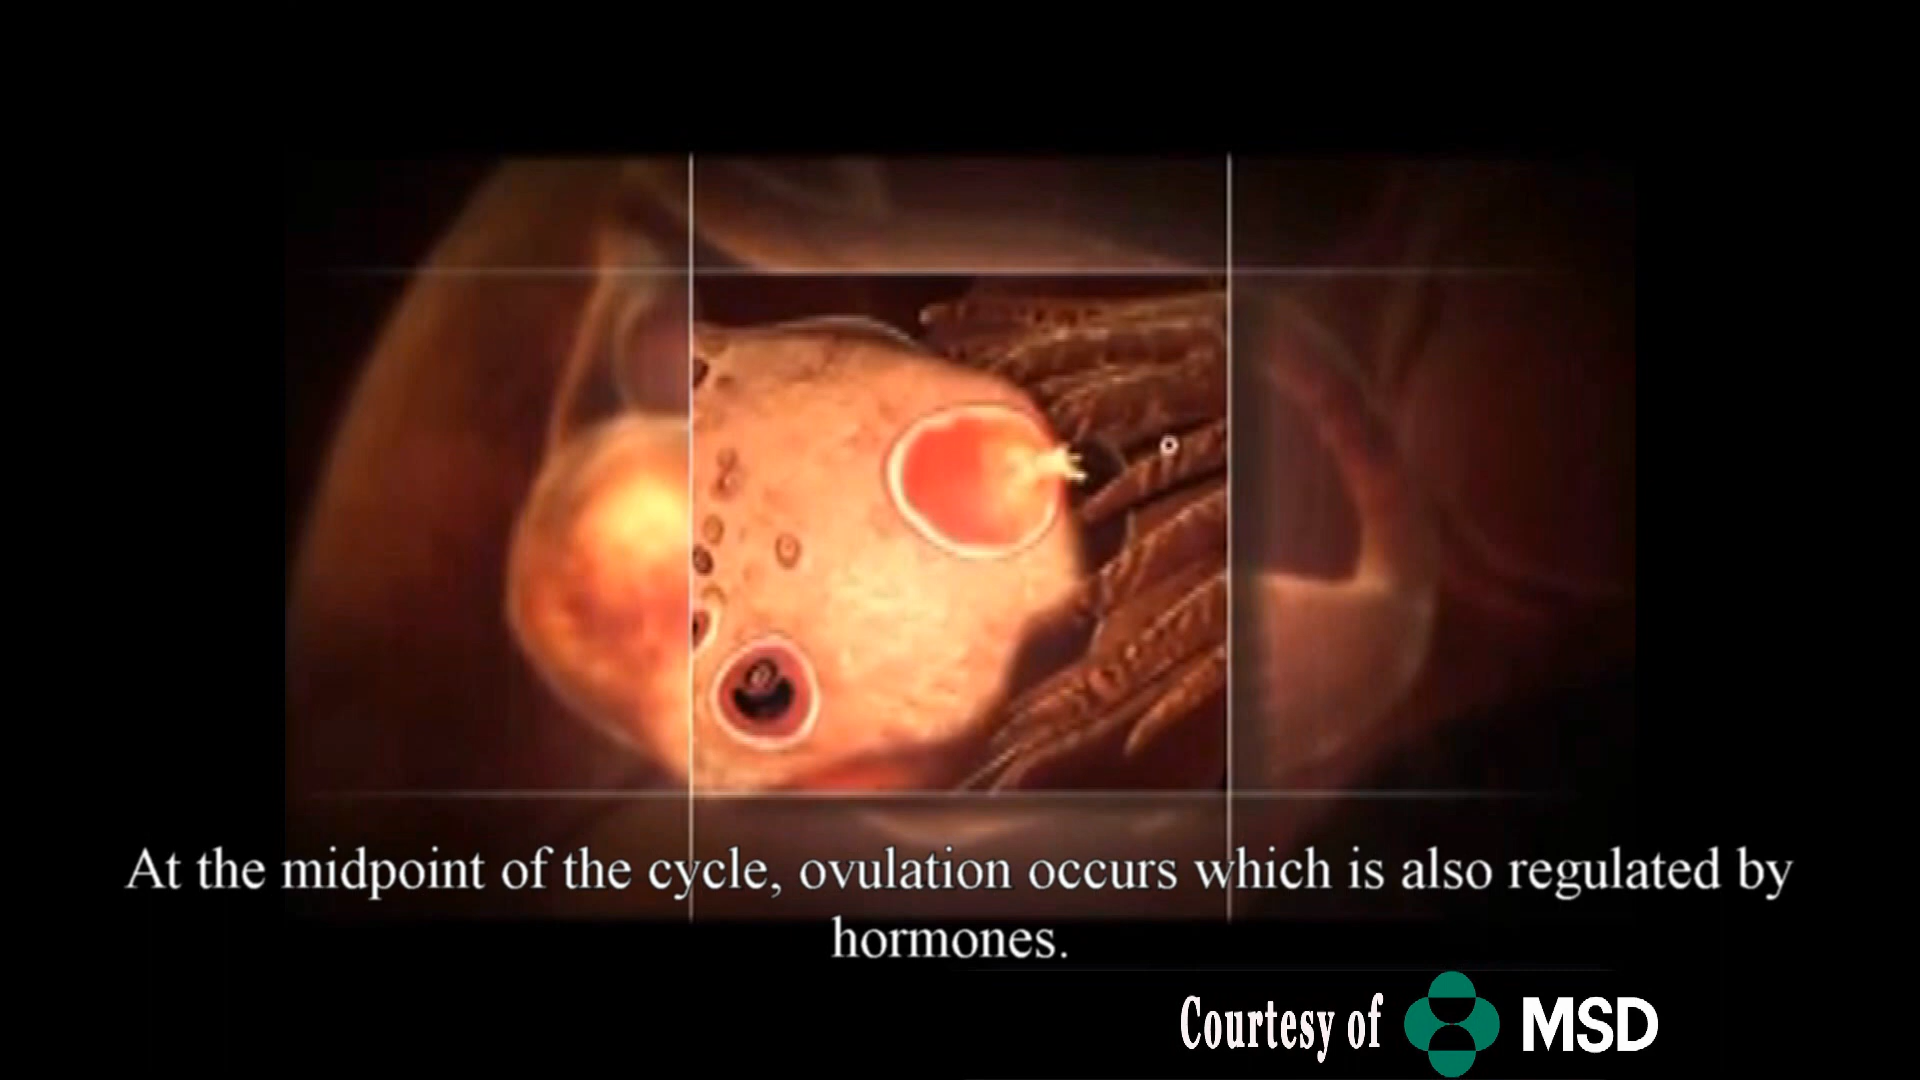 At the midpoint of the cycle, ovulation occurs which is also regulated by
hormones.
Courtesy of MSD